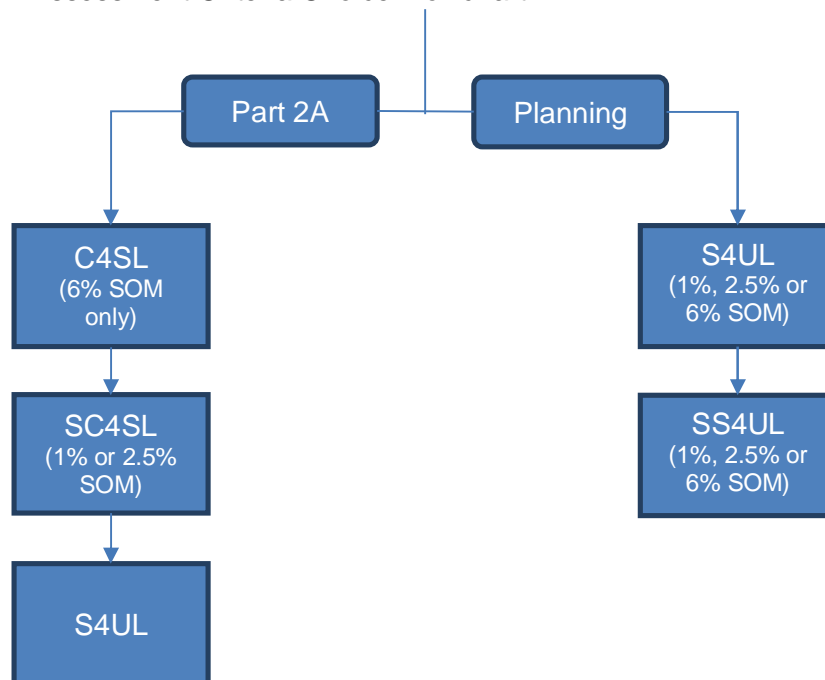 Part 2A
Planning
C4SL
(6% SOM
only)
S4UL
(1%, 2.5% or
6% SOM)
SC4SL
(1% or 2.5%
SOM)
SS4UL
(1%, 2.5% or
6% SOM)
S4UL